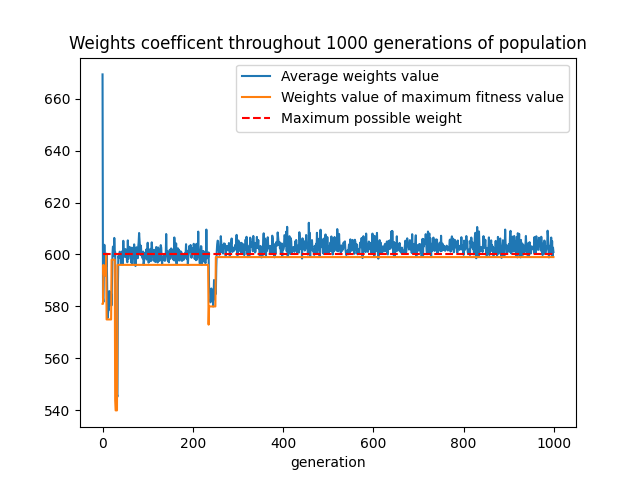 Weights coefficent throughout 1000 generations of population
Average weights value
Weights value of maximum fitness value
Maximum possible weight
660
640
620
600
580
560
540
0 200 400 600 800 1000
generation